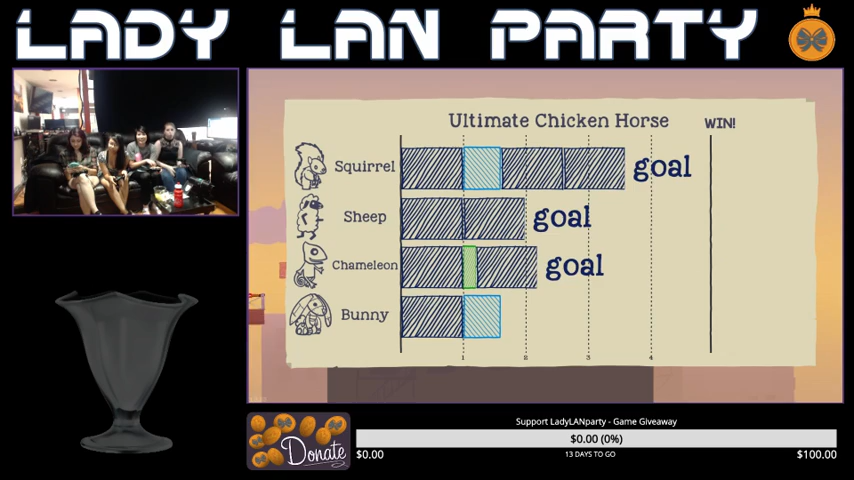 LADY LAN PARTY
Ultimate Chicken Horse
WIN!
Squirrel
goal
Sheep
goal
Chameleon
goal
Bunny
1 2 3 4
Donate
Support LadyLANparty - Game Giveaway
$0.00 (0%)
$0.00
13 DAYS TO GO
$100.00